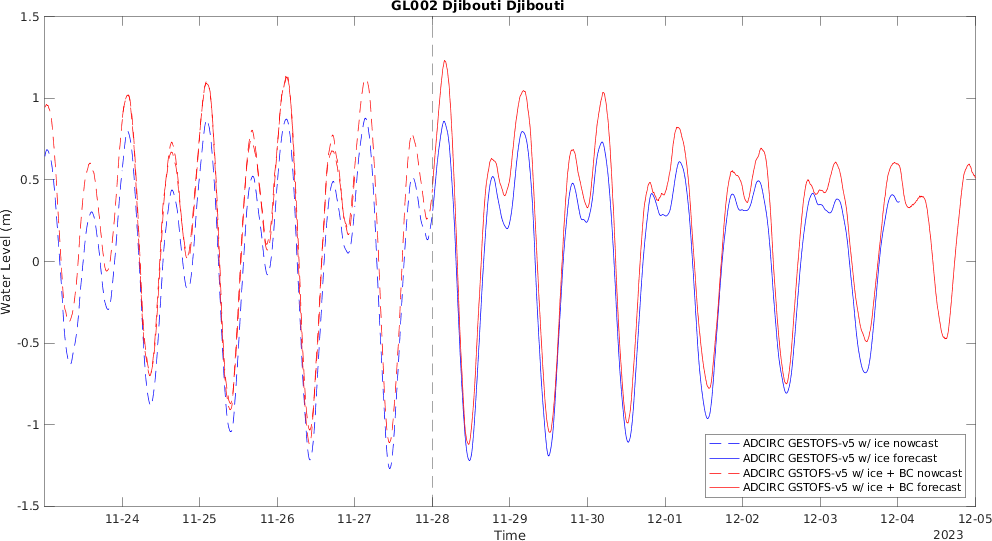 GL002 Djibouti Djibouti
1.5
1
0.5
0
-0.5
-1
-1.5
Water Level (m)
ADCIRC GESTOFS-v5 w/ ice nowcast
ADCIRC GESTOFS-v5 w/ ice forecast
ADCIRC GSTOFS-v5 w/ ice + BC nowcast
ADCIRC GSTOFS-v5 w/ ice + BC forecast
11-24 11-25 11-26 11-27 11-28 11-29 11-30 12-01 12-02 12-03 12-04 12-05
Time
2023